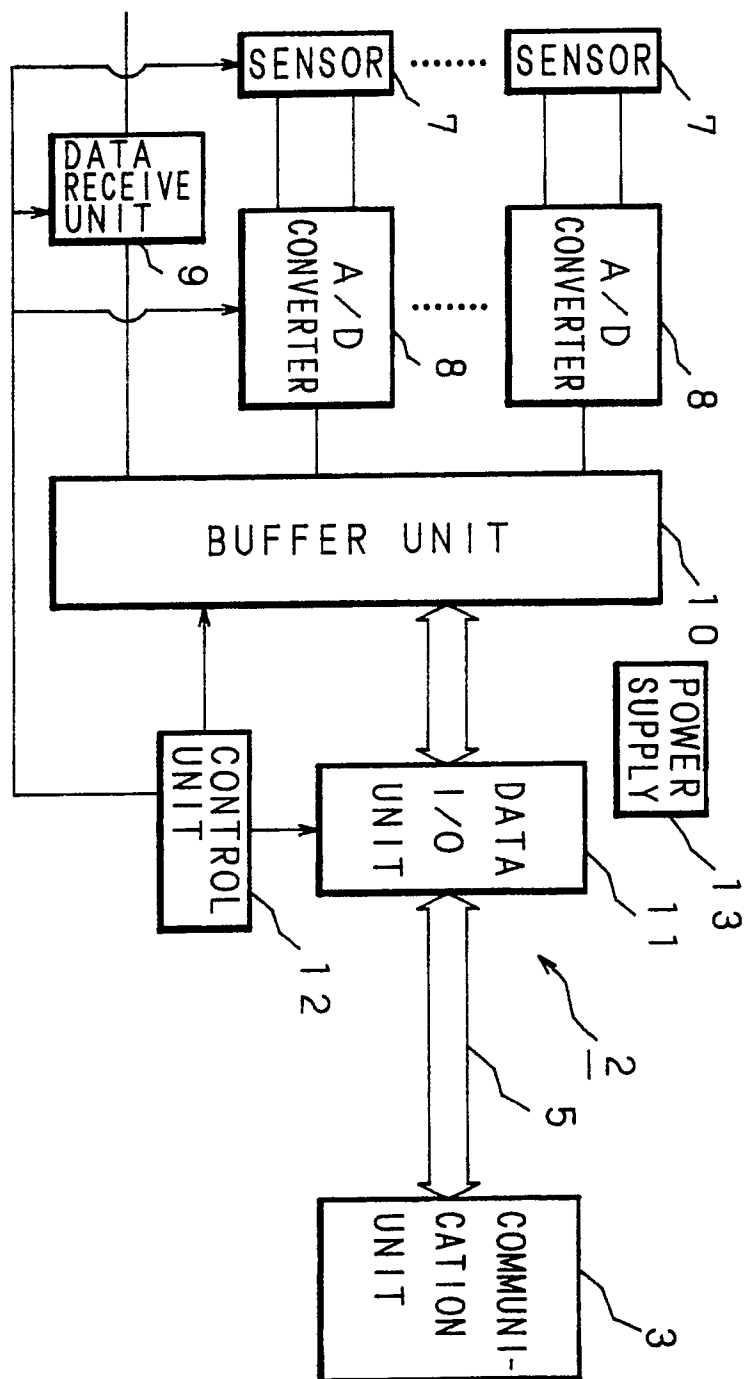 SENSOR
7
SENSOR
7
DATA
RECEIVE
UNIT
9
A/D
CONVERTER
8
A/D
CONVERTER
8
BUFFER UNIT
10
POWER
SUPPLY
13
CONTROL
UNIT
12
DATA
I/O
UNIT
11
2
5
COMMUNI-
CATION
UNIT
3